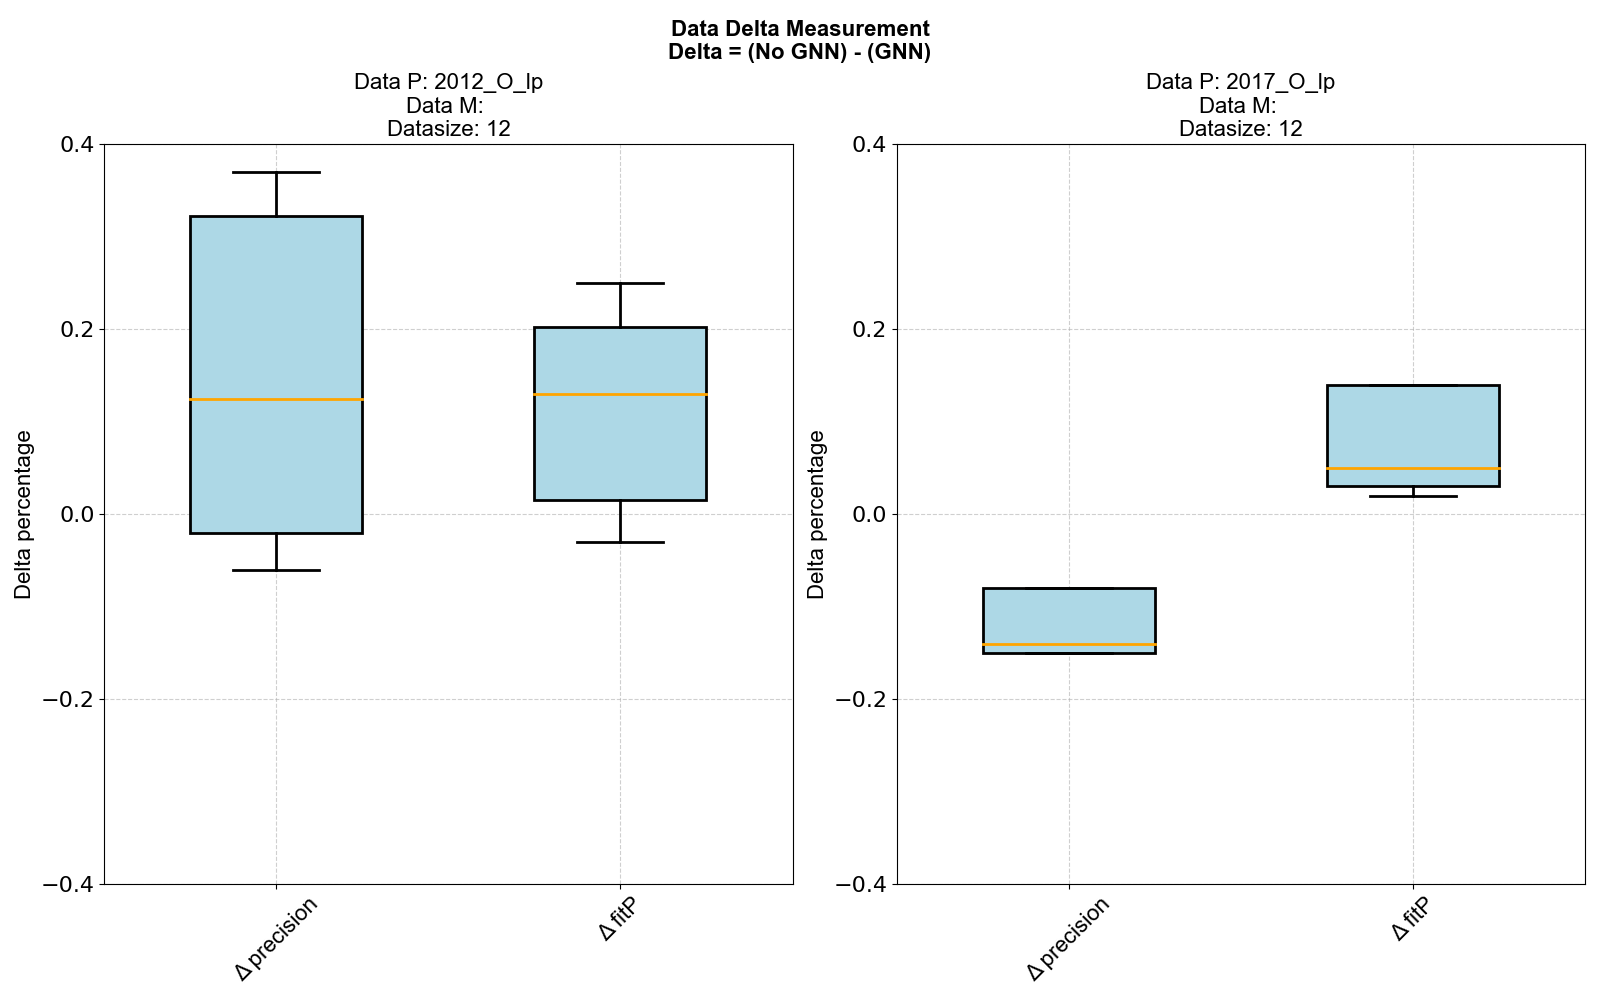 Data Delta Measurement
Delta = (No GNN) - (GNN)
Data P: 2012_O_lp
Data M:
Datasize: 12
Delta percentage
0.4
0.2
0.0
−0.2
−0.4
Δ precision
Δ fitP
Data P: 2017_O_lp
Data M:
Datasize: 12
Delta percentage
0.4
0.2
0.0
−0.2
−0.4
Δ precision
Δ fitP